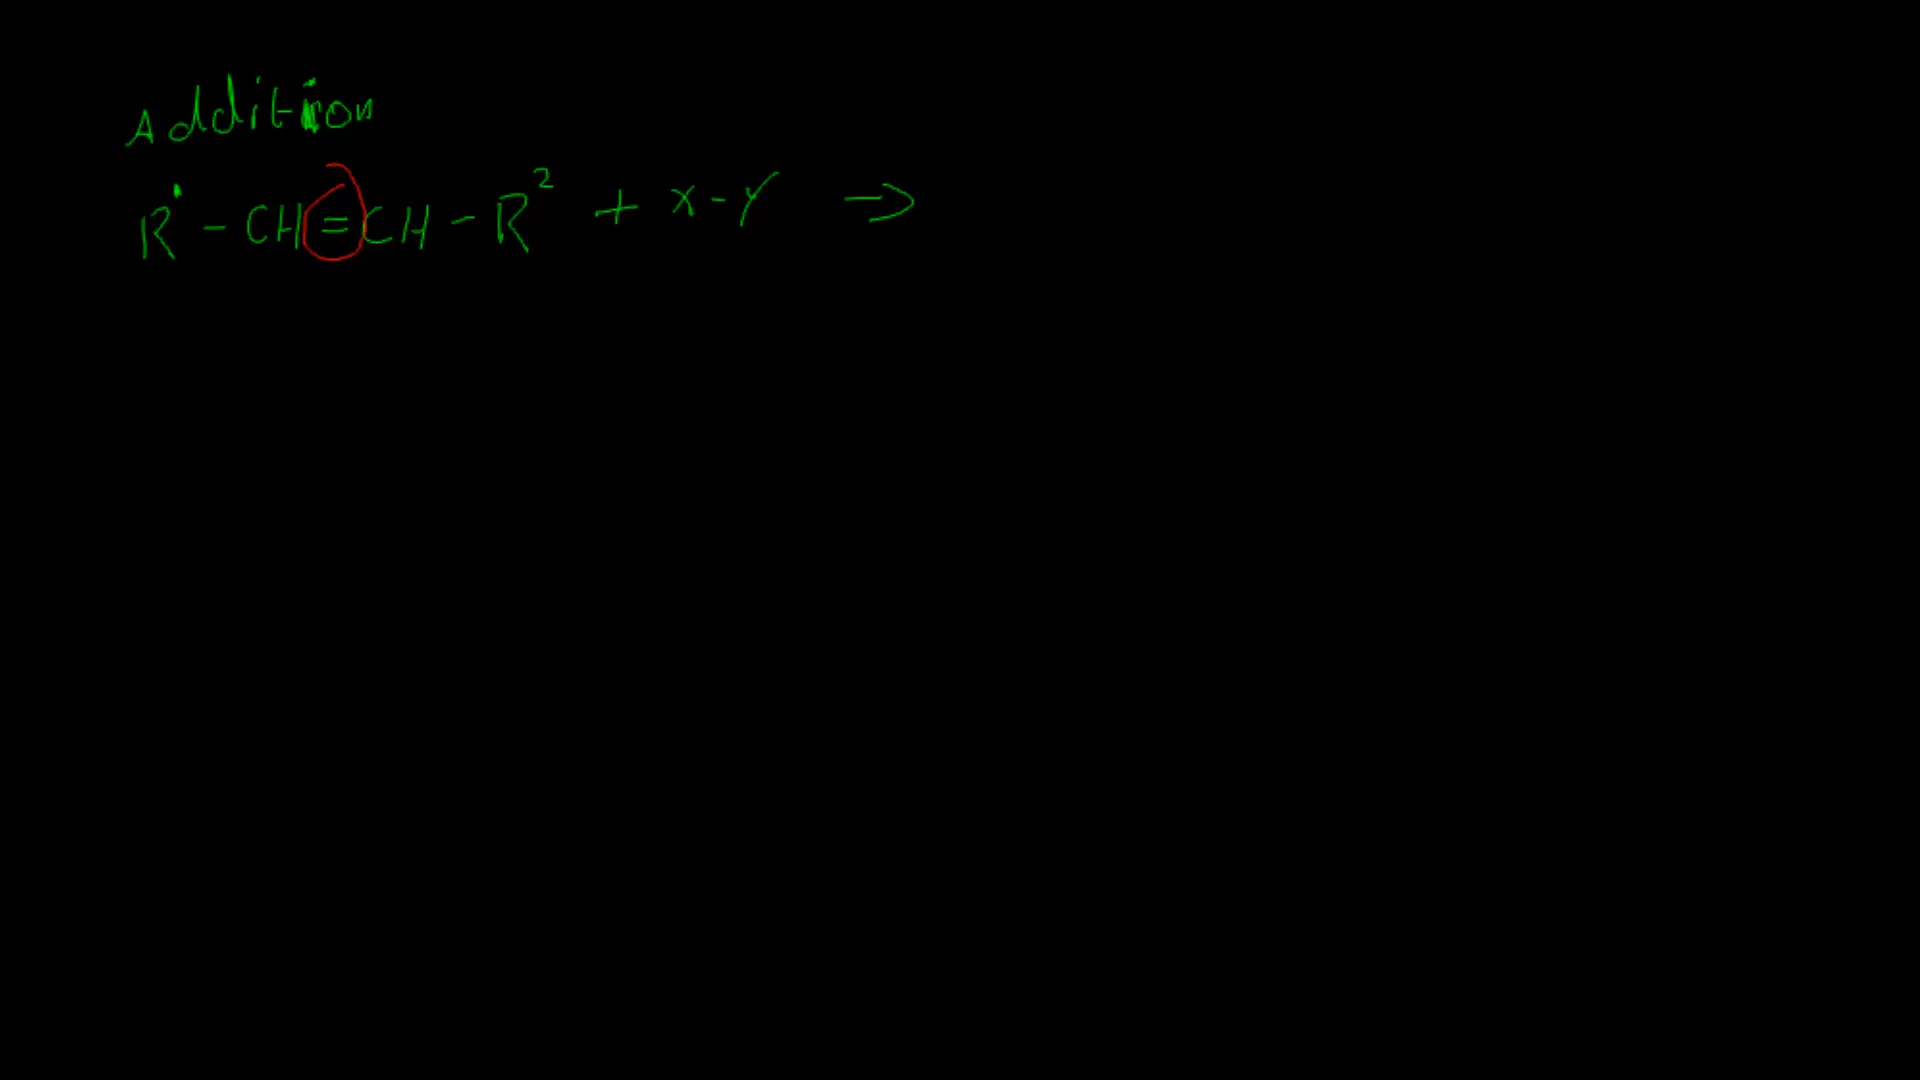 Addition
R¹ - CH = CH - R² + X - Y →